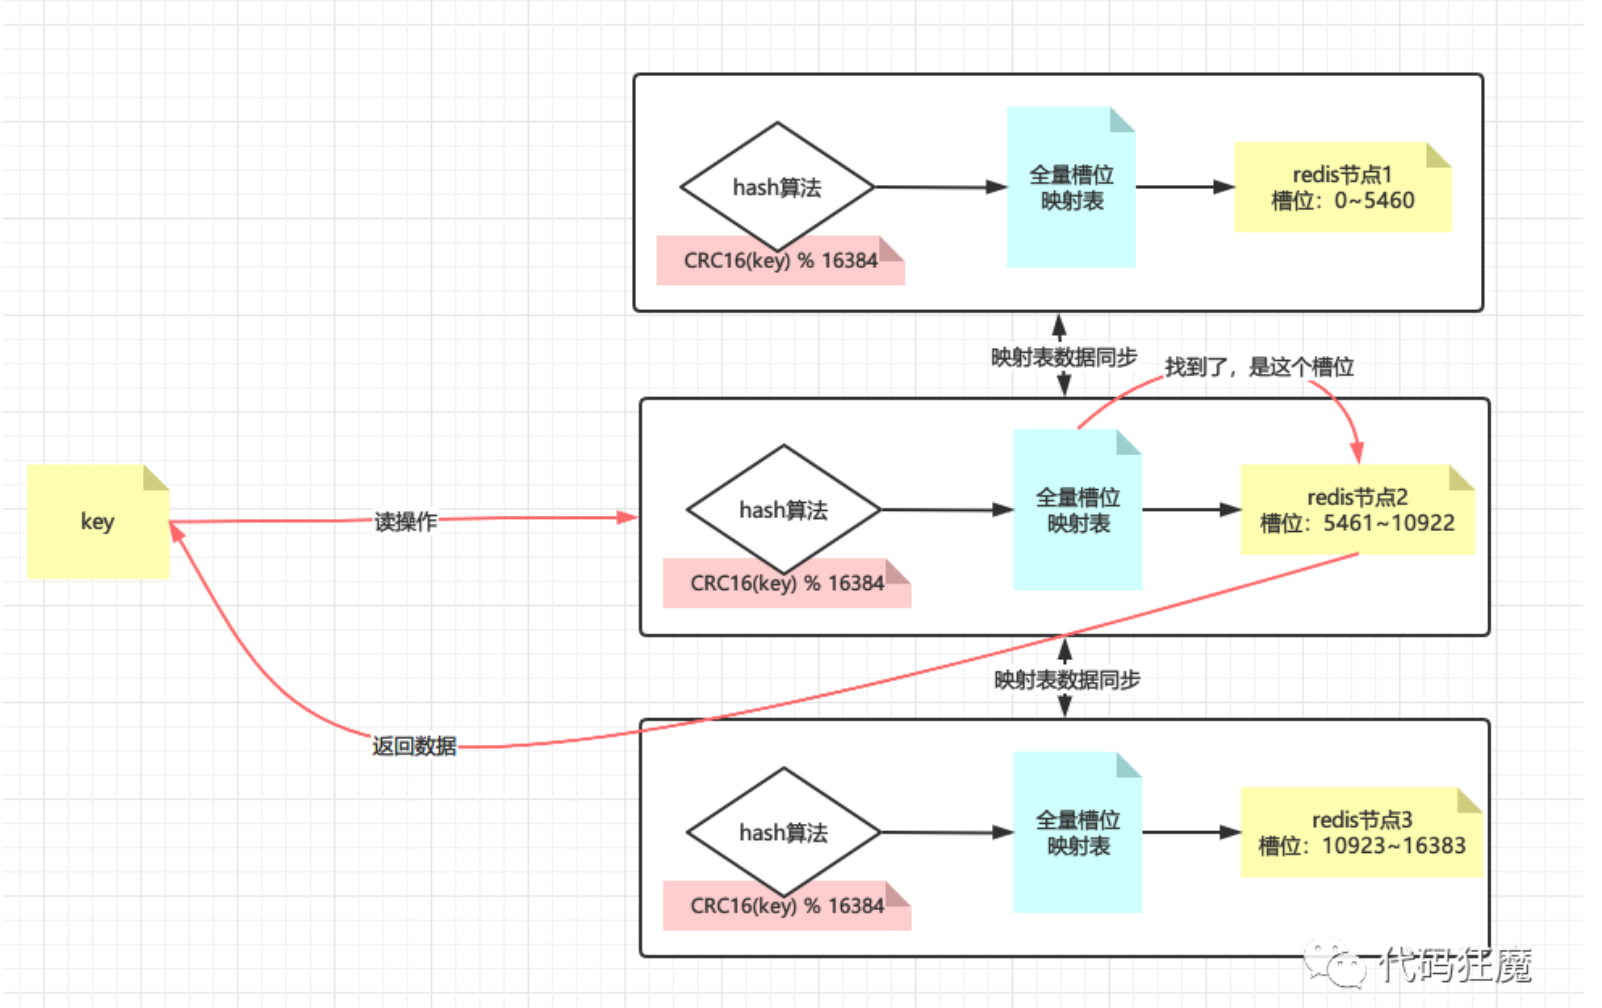 hash算法
CRC16(key) % 16384
全量槽位
映射表
redis节点1
槽位：0~5460
映射表数据同步
找到了，是这个槽位
key
读操作
hash算法
CRC16(key) % 16384
全量槽位
映射表
redis节点2
槽位：5461~10922
映射表数据同步
返回数据
hash算法
CRC16(key) % 16384
全量槽位
映射表
redis节点3
槽位：10923~16383
代码狂魔